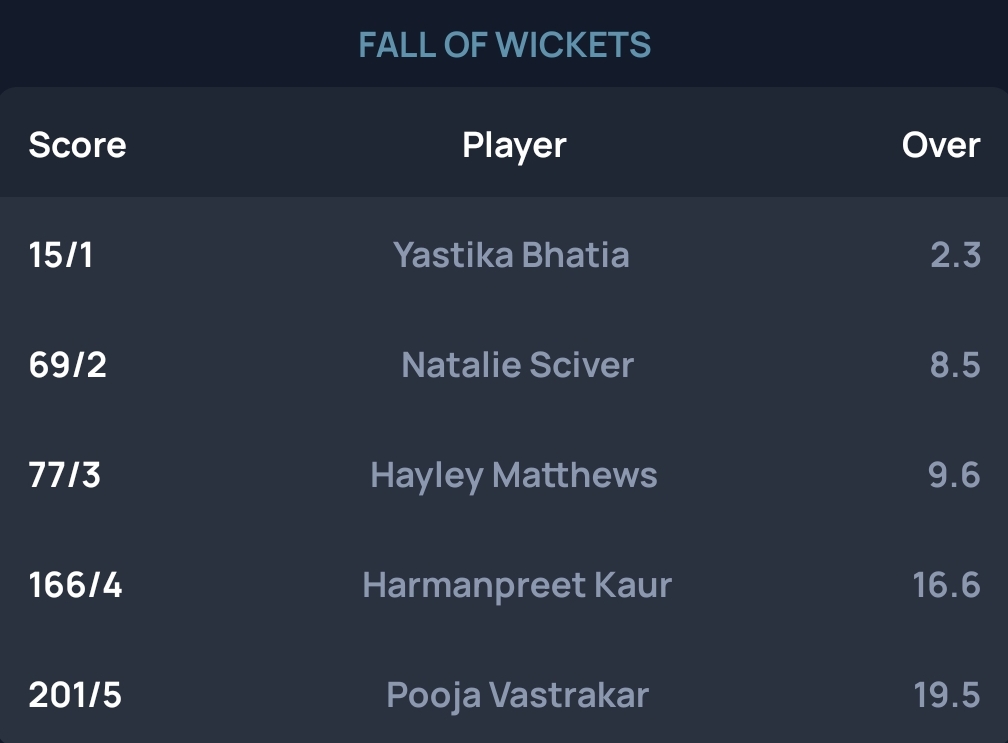 FALL OF WICKETS
Score Player Over
15/1 Yastika Bhatia 2.3
69/2 Natalie Sciver 8.5
77/3 Hayley Matthews 9.6
166/4 Harmanpreet Kaur 16.6
201/5 Pooja Vastrakar 19.5